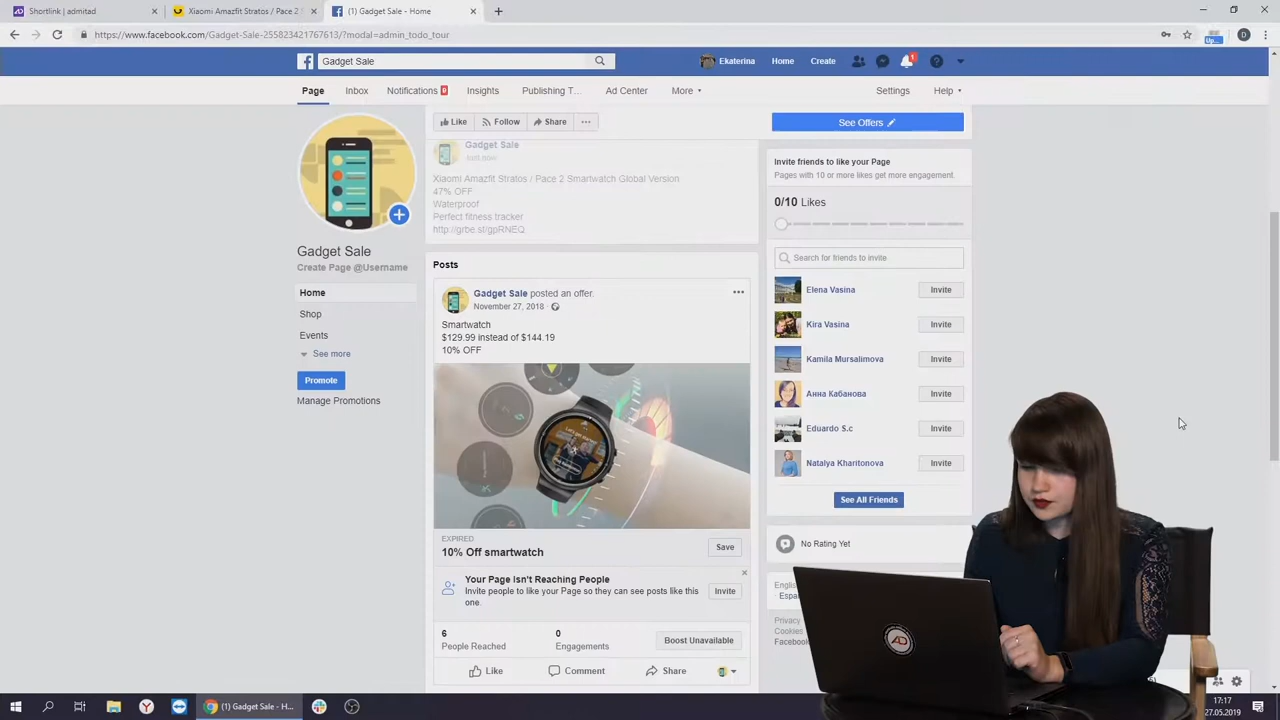 Shortlink | admitad
Xiaomi Amazfit Stratos / Pace 2 S
(1) Gadget Sale - Home
https://www.facebook.com/Gadget-Sale-2558234219677613/?modal=admin_todo_tour
D
Gadget Sale
Ekaterina
Home
Create
1
Page
Inbox
Notifications 9
Insights
Publishing T…
Ad Center
More
Settings
Help
Like
Follow
Share
See Offers
Gadget Sale
Just now
Xiaomi Amazfit Stratos / Pace 2 Smartwatch Global Version
47% OFF
Waterproof
Perfect fitness tracker
http://grbe.st/gpRNEQ
Gadget Sale
Create Page @Username
Home
Shop
Events
See more
Promote
Manage Promotions
Posts
Gadget Sale posted an offer.
November 27, 2018
Smartwatch
$129.99 instead of $144.19
10% OFF
EXPIRED
10% Off smartwatch
Save
Your Page Isn't Reaching People
Invite people to like your Page so they can see posts like this
one.
Invite
6
People Reached
0
Engagements
Boost Unavailable
Like
Comment
Share
Invite friends to like your Page
Pages with 10 or more likes get more engagement.
0/10 Likes
Search for friends to invite
Elena Vasina
Invite
Kira Vasina
Invite
Kamila Mursalimova
Invite
Анна Кабанова
Invite
Eduardo S.c
Invite
Natalya Kharitonova
Invite
See All Friends
No Rating Yet
Privacy
Cookies
AD
(1) Gadget Sale - H…
17:17
27.05.2019